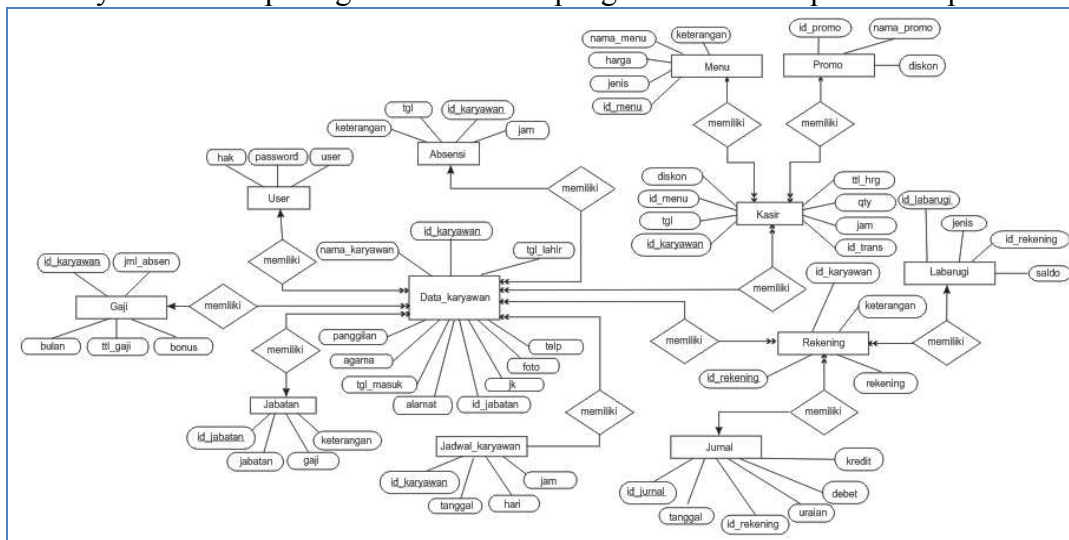 nama_menu
keterangan
harga
Menu
jenis
id_menu
id_promo
nama_promo
Promo
diskon
memiliki
memiliki
tgl
id_karyawan
keterangan
jam
Absensi
hak
password
user
User
memiliki
memiliki
diskon
id_menu
tgl
id_karyawan
Kasir
ttl_hrg
qty
jam
id_trans
id_labarugi
jenis
id_rekening
Labarugi
saldo
id_karyawan
nama_karyawan
tgl_lahir
Data_karyawan
memiliki
id_karyawan
jml_absen
Gaji
memiliki
bulan
ttl_gaji
bonus
id_karyawan
keterangan
memiliki
Rekening
memiliki
id_rekening
rekening
memiliki
panggilan
agama
tgl_masuk
alamat
id_jabatan
jk
foto
telp
Jabatan
id_jabatan
jabatan
gaji
keterangan
memiliki
memiliki
Jadwal_karyawan
id_karyawan
tanggal
hari
jam
Jurnal
kredit
id_jurnal
debet
tanggal
id_rekening
uraian